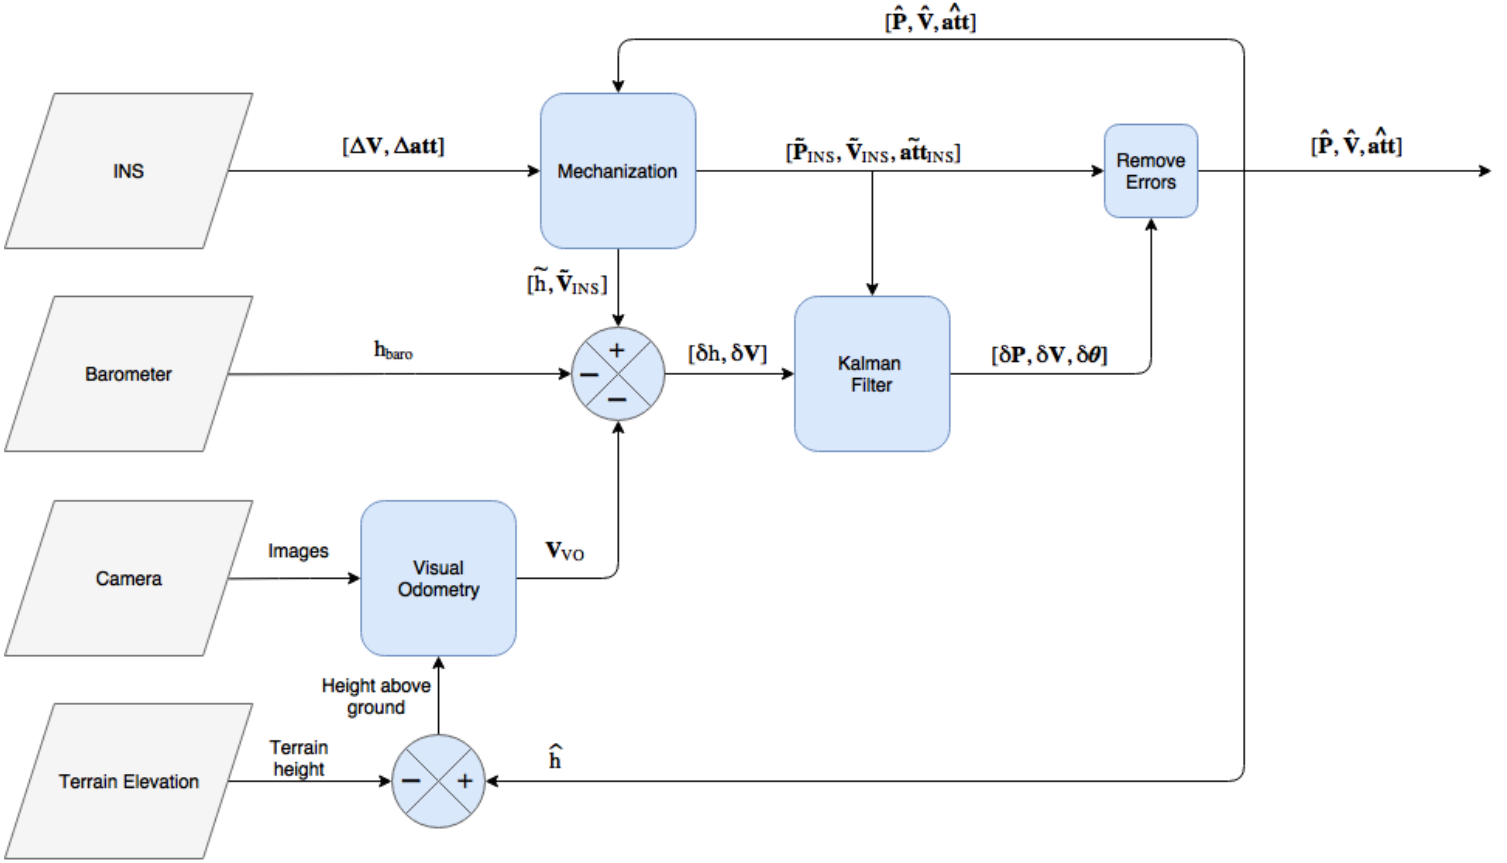 [P̂, V̂, att̂]
INS
[ΔV, Δatt]
Mechanization
[P̃INS, ṼINS, att̃INS]
Remove
Errors
[P̂, V̂, att̂]
[h̃, ṼINS]
Barometer
hbaro
+
−
−
[δh, δV]
Kalman
Filter
[δP, δV, δθ]
Camera
Images
Visual
Odometry
VVO
Height above
ground
Terrain Elevation
Terrain
height
−
+
ĥ